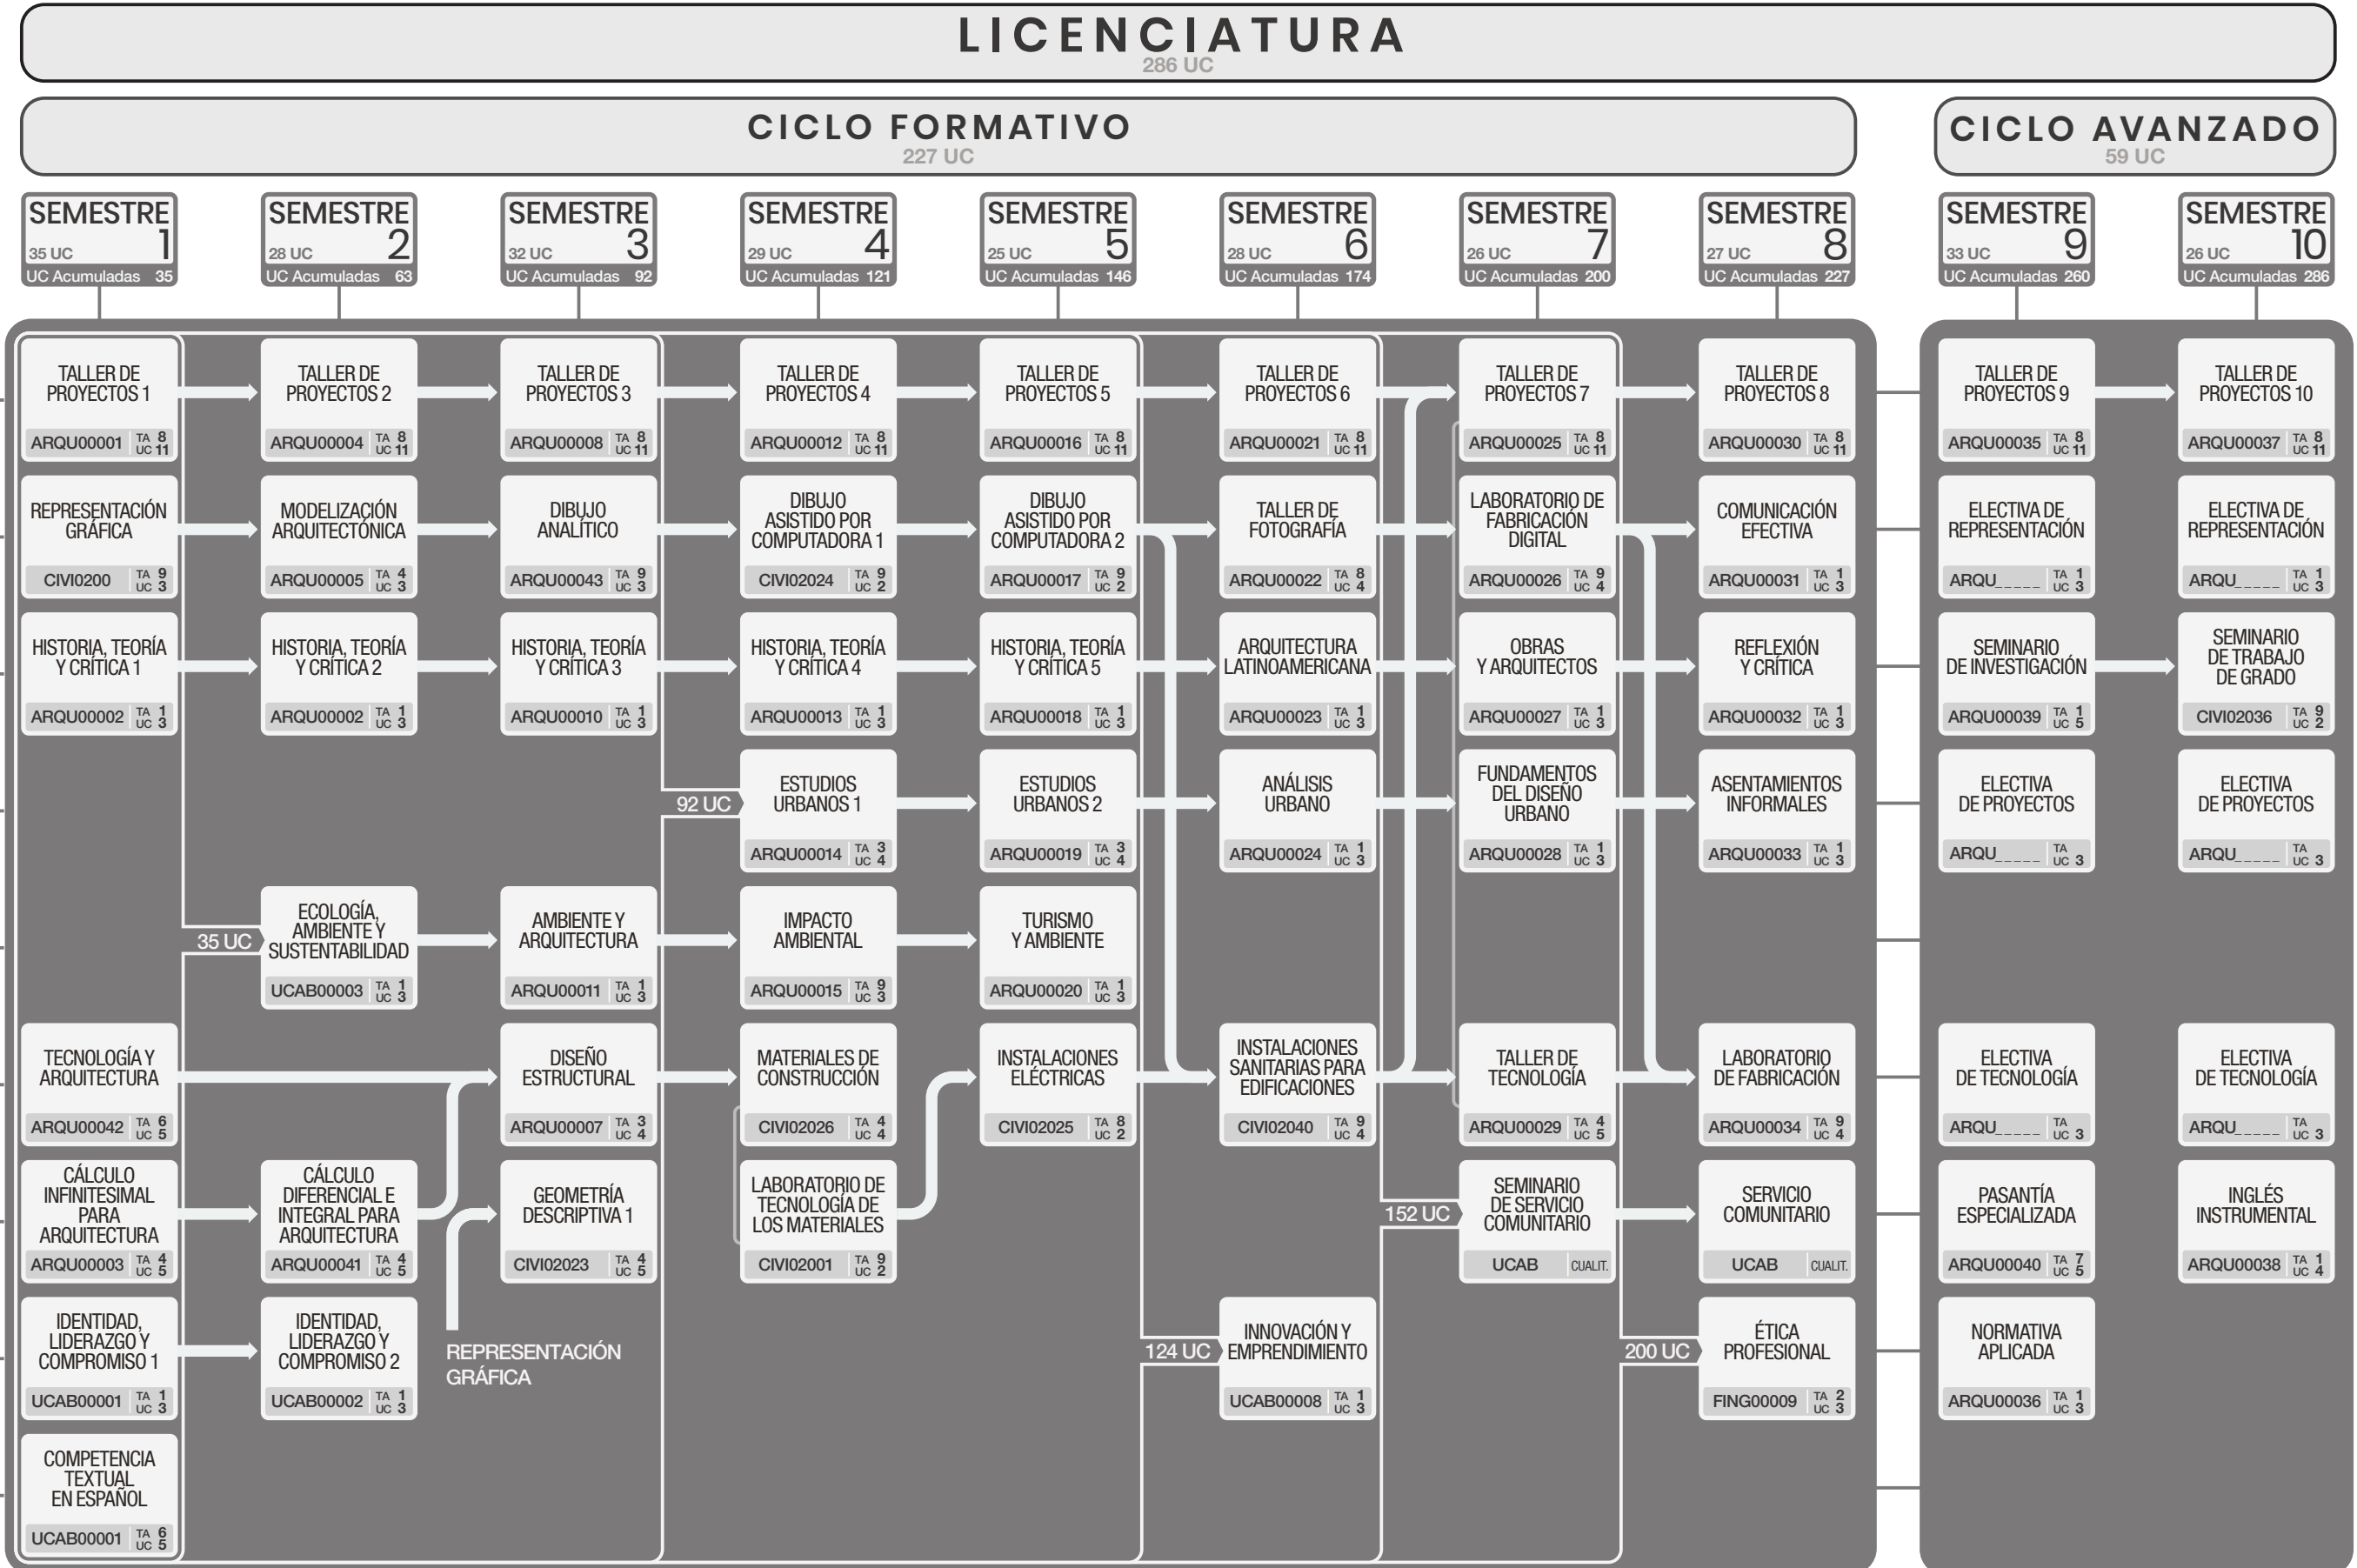 LICENCIATURA
286 UC
CICLO FORMATIVO
227 UC
CICLO AVANZADO
59 UC
SEMESTRE
35 UC 1
UC Acumuladas 35
SEMESTRE
28 UC 2
UC Acumuladas 63
SEMESTRE
32 UC 3
UC Acumuladas 92
SEMESTRE
29 UC 4
UC Acumuladas 121
SEMESTRE
25 UC 5
UC Acumuladas 146
SEMESTRE
28 UC 6
UC Acumuladas 174
SEMESTRE
26 UC 7
UC Acumuladas 200
SEMESTRE
27 UC 8
UC Acumuladas 227
SEMESTRE
33 UC 9
UC Acumuladas 260
SEMESTRE
26 UC 10
UC Acumuladas 286
TALLER DE
PROYECTOS 1
ARQU00001 TA 8
UC 11
TALLER DE
PROYECTOS 2
ARQU00004 TA 8
UC 11
TALLER DE
PROYECTOS 3
ARQU00008 TA 8
UC 11
TALLER DE
PROYECTOS 4
ARQU00012 TA 8
UC 11
TALLER DE
PROYECTOS 5
ARQU00016 TA 8
UC 11
TALLER DE
PROYECTOS 6
ARQU00021 TA 8
UC 11
TALLER DE
PROYECTOS 7
ARQU00025 TA 8
UC 11
TALLER DE
PROYECTOS 8
ARQU00030 TA 8
UC 11
TALLER DE
PROYECTOS 9
ARQU00035 TA 8
UC 11
TALLER DE
PROYECTOS 10
ARQU00037 TA 8
UC 11
REPRESENTACIÓN
GRÁFICA
CIVI0200 TA 9
UC 3
MODELIZACIÓN
ARQUITECTÓNICA
ARQU00005 TA 4
UC 3
DIBUJO
ANALÍTICO
ARQU00043 TA 9
UC 3
DIBUJO
ASISTIDO POR
COMPUTADORA 1
CIVI02024 TA 9
UC 2
DIBUJO
ASISTIDO POR
COMPUTADORA 2
ARQU00017 TA 9
UC 2
TALLER DE
FOTOGRAFÍA
ARQU00022 TA 8
UC 4
LABORATORIO DE
FABRICACIÓN
DIGITAL
ARQU00026 TA 9
UC 4
COMUNICACIÓN
EFECTIVA
ARQU00031 TA 1
UC 3
ELECTIVA DE
REPRESENTACIÓN
ARQU_____ TA 1
UC 3
ELECTIVA DE
REPRESENTACIÓN
ARQU_____ TA 1
UC 3
HISTORIA, TEORÍA
Y CRÍTICA 1
ARQU00002 TA 1
UC 3
HISTORIA, TEORÍA
Y CRÍTICA 2
ARQU00002 TA 1
UC 3
HISTORIA, TEORÍA
Y CRÍTICA 3
ARQU00010 TA 1
UC 3
HISTORIA, TEORÍA
Y CRÍTICA 4
ARQU00013 TA 1
UC 3
HISTORIA, TEORÍA
Y CRÍTICA 5
ARQU00018 TA 1
UC 3
ARQUITECTURA
LATINOAMERICANA
ARQU00023 TA 1
UC 3
OBRAS
Y ARQUITECTOS
ARQU00027 TA 1
UC 3
REFLEXIÓN
Y CRÍTICA
ARQU00032 TA 1
UC 3
SEMINARIO
DE INVESTIGACIÓN
ARQU00039 TA 1
UC 5
SEMINARIO
DE TRABAJO
DE GRADO
CIVI02036 TA 9
UC 2
92 UC
ESTUDIOS
URBANOS 1
ARQU00014 TA 3
UC 4
ESTUDIOS
URBANOS 2
ARQU00019 TA 3
UC 4
ANÁLISIS
URBANO
ARQU00024 TA 1
UC 3
FUNDAMENTOS
DEL DISEÑO
URBANO
ARQU00028 TA 1
UC 3
ASENTAMIENTOS
INFORMALES
ARQU00033 TA 1
UC 3
ELECTIVA
DE PROYECTOS
ARQU_____ TA
UC 3
ELECTIVA
DE PROYECTOS
ARQU_____ TA
UC 3
35 UC
ECOLOGÍA,
AMBIENTE Y
SUSTENTABILIDAD
UCAB00003 TA 1
UC 3
AMBIENTE Y
ARQUITECTURA
ARQU00011 TA 1
UC 3
IMPACTO
AMBIENTAL
ARQU00015 TA 9
UC 3
TURISMO
Y AMBIENTE
ARQU00020 TA 1
UC 3
TECNOLOGÍA Y
ARQUITECTURA
ARQU00042 TA 6
UC 5
DISEÑO
ESTRUCTURAL
ARQU00007 TA 3
UC 4
MATERIALES DE
CONSTRUCCIÓN
CIVI02026 TA 4
UC 4
INSTALACIONES
ELÉCTRICAS
CIVI02025 TA 8
UC 2
INSTALACIONES
SANITARIAS PARA
EDIFICACIONES
CIVI02040 TA 9
UC 4
TALLER DE
TECNOLOGÍA
ARQU00029 TA 4
UC 5
LABORATORIO
DE FABRICACIÓN
ARQU00034 TA 9
UC 4
ELECTIVA
DE TECNOLOGÍA
ARQU_____ TA
UC 3
ELECTIVA
DE TECNOLOGÍA
ARQU_____ TA
UC 3
CÁLCULO
INFINITESIMAL
PARA
ARQUITECTURA
ARQU00003 TA 4
UC 5
CÁLCULO
DIFERENCIAL E
INTEGRAL PARA
ARQUITECTURA
ARQU00041 TA 4
UC 5
GEOMETRÍA
DESCRIPTIVA 1
CIVI02023 TA 4
UC 5
LABORATORIO DE
TECNOLOGÍA DE
LOS MATERIALES
CIVI02001 TA 9
UC 2
152 UC
SEMINARIO
DE SERVICIO
COMUNITARIO
UCAB CUALIT.
SERVICIO
COMUNITARIO
UCAB CUALIT.
PASANTÍA
ESPECIALIZADA
ARQU00040 TA 7
UC 5
INGLÉS
INSTRUMENTAL
ARQU00038 TA 1
UC 4
IDENTIDAD,
LIDERAZGO Y
COMPROMISO 1
UCAB00001 TA 1
UC 3
IDENTIDAD,
LIDERAZGO Y
COMPROMISO 2
UCAB00002 TA 1
UC 3
REPRESENTACIÓN
GRÁFICA
124 UC
INNOVACIÓN Y
EMPRENDIMIENTO
UCAB00008 TA 1
UC 3
200 UC
ÉTICA
PROFESIONAL
FING00009 TA 2
UC 3
NORMATIVA
APLICADA
ARQU00036 TA 1
UC 3
COMPETENCIA
TEXTUAL
EN ESPAÑOL
UCAB00001 TA 6
UC 5